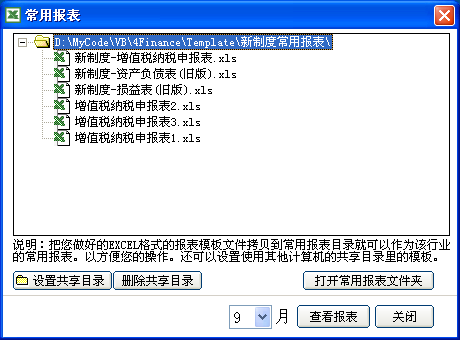 常用报表
D:\MyCode\VB\4Finance\Template\新制度常用报表\
新制度-增值税纳税申报表.xls
新制度-资产负债表(旧版).xls
新制度-损益表(旧版).xls
增值税纳税申报表2.xls
增值税纳税申报表3.xls
增值税纳税申报表1.xls
说明：把您做好的EXCEL格式的报表模板文件拷贝到常用报表目录就可以作为该行业
的常用报表。以方便您的操作。还可以设置使用其他计算机的共享目录里的模板。
设置共享目录 删除共享目录 打开常用报表文件夹
9 月 查看报表 关闭